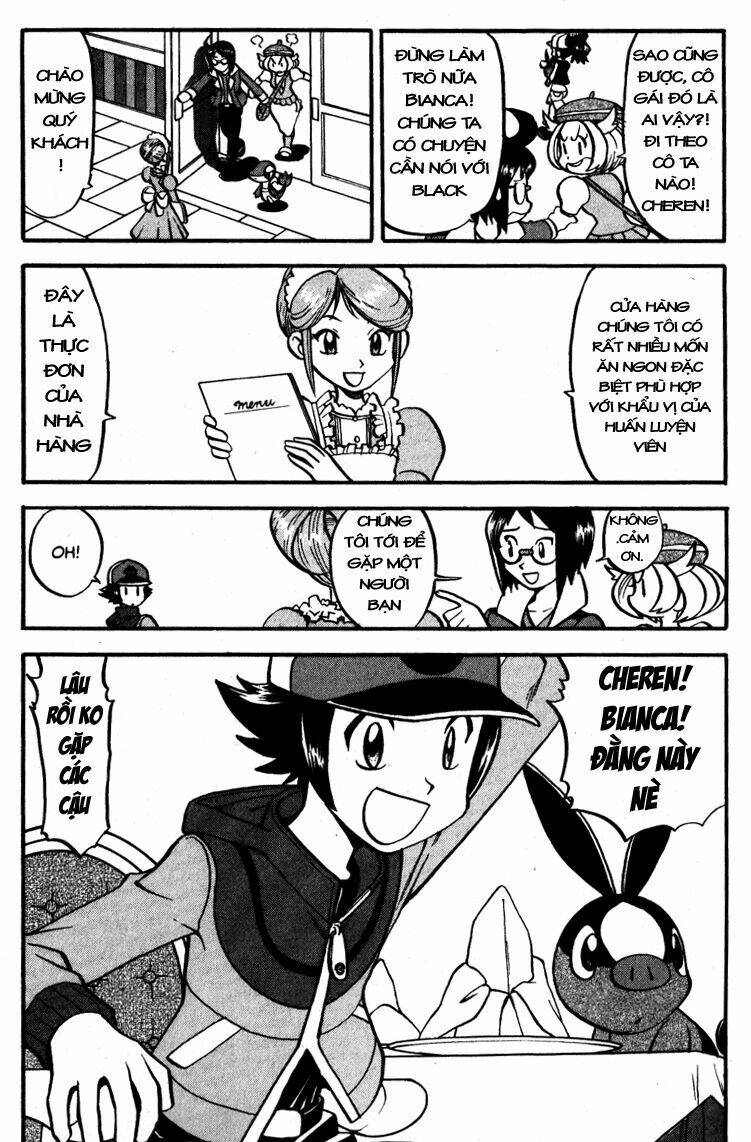 SAO CŨNG
ĐƯỢC, CÔ
GÁI ĐÓ LÀ
AI VẬY?!
ĐI THEO
CÔ TA
NÀO!
CHEREN!
ĐỪNG LÀM
TRÒ NỮA
BIANCA!
CHÚNG TA
CÓ CHUYỆN
CẦN NÓI VỚI
BLACK
CHÀO
MỪNG
QUÝ
KHÁCH
!
CỬA HÀNG
CHÚNG TÔI CÓ
RẤT NHIỀU MÓN
ĂN NGON ĐẶC
BIỆT PHÙ HỢP
VỚI KHẨU VỊ CỦA
HUẤN LUYỆN
VIÊN
menu
ĐÂY
LÀ
THỰC
ĐƠN
CỦA
NHÀ
HÀNG
KHÔNG
.CẢM
ƠN.
CHÚNG
TÔI TỚI ĐỂ
GẶP MỘT
NGƯỜI
BẠN
OH!
CHEREN!
BIANCA!
ĐẰNG NÀY
NÈ
LÂU
RỒI KO
GẶP
CÁC
CẬU